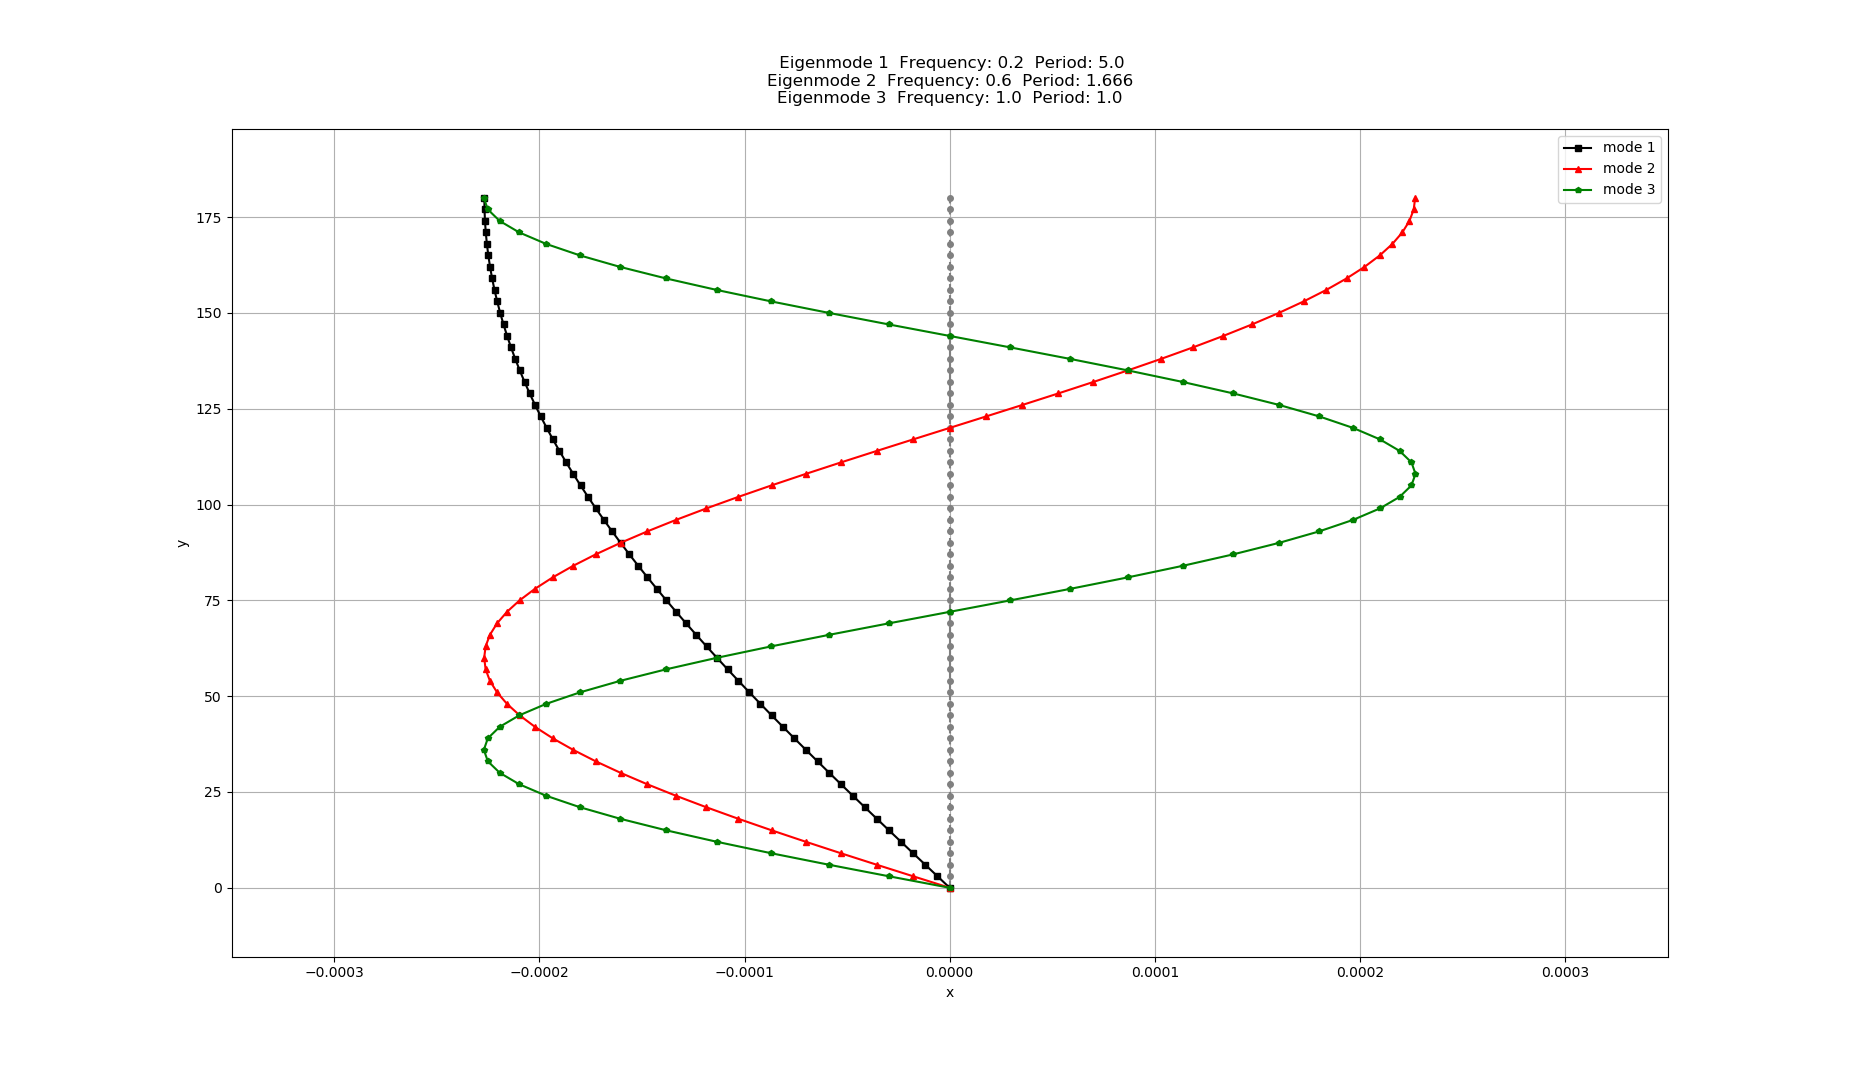 Eigenmode 1  Frequency: 0.2  Period: 5.0
Eigenmode 2  Frequency: 0.6  Period: 1.666
Eigenmode 3  Frequency: 1.0  Period: 1.0
mode 1
mode 2
mode 3
175
150
125
100
75
50
25
0
y
−0.0003
−0.0002
−0.0001
0.0000
0.0001
0.0002
0.0003
x